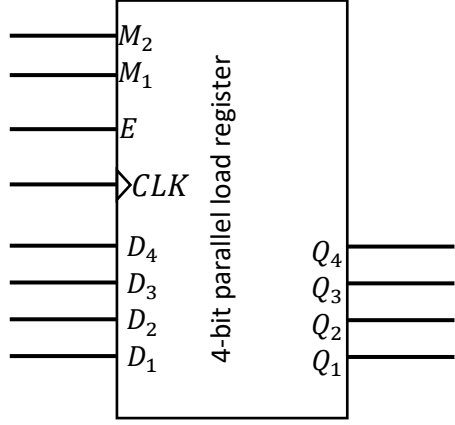 M₂
M₁
E
CLK
D₄
D₃
D₂
D₁
4-bit parallel load register
Q₄
Q₃
Q₂
Q₁